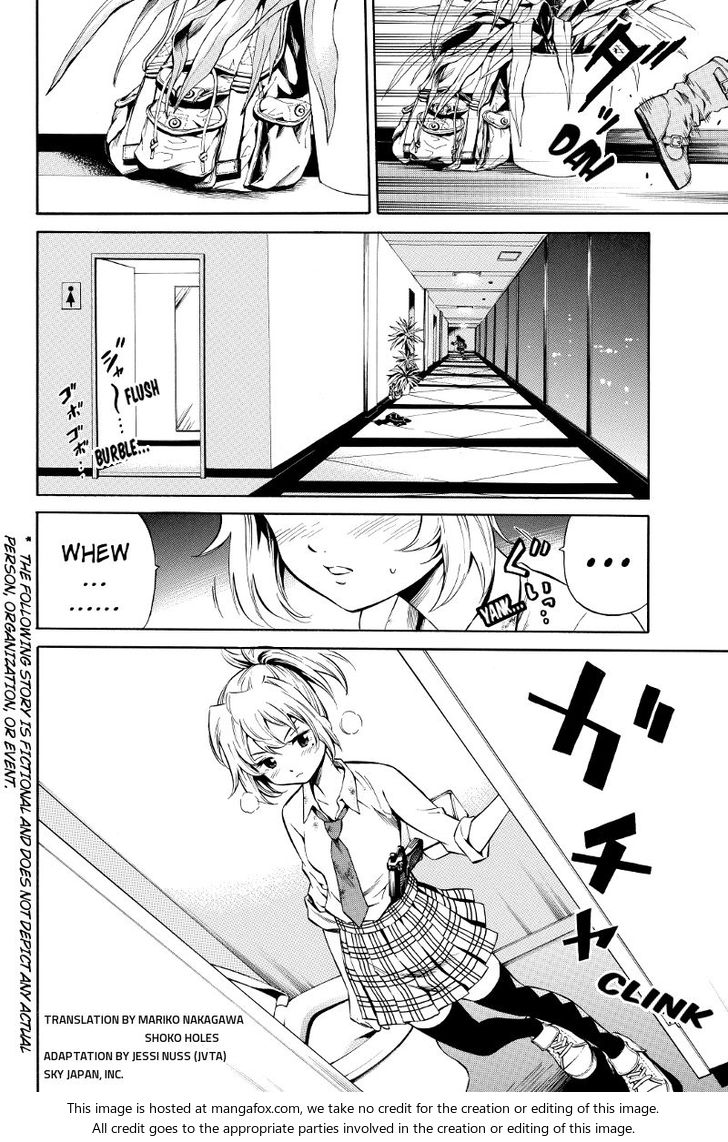 ダッ
DAH
ジャー…
FLUSH
ゴボゴボ…
BURBLE...
WHEW
...
.......
ぐいっ…
YANK...
...
ガチャ
CLINK
* THE FOLLOWING STORY IS FICTIONAL AND DOES NOT DEPICT ANY ACTUAL
PERSON, ORGANIZATION, OR EVENT.
TRANSLATION BY MARIKO NAKAGAWA
SHOKO HOLES
ADAPTATION BY JESSI NUSS (JVTA)
SKY JAPAN, INC.
This image is hosted at mangafox.com, we take no credit for the creation or editing of this image.
All credit goes to the appropriate parties involved in the creation or editing of this image.